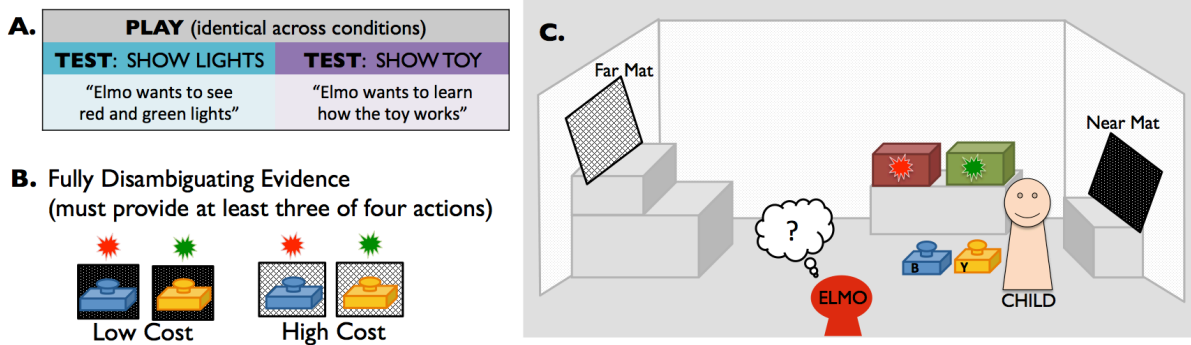 A.
PLAY (identical across conditions)
TEST: SHOW LIGHTS
TEST: SHOW TOY
“Elmo wants to see
red and green lights”
“Elmo wants to learn
how the toy works”
B. Fully Disambiguating Evidence
(must provide at least three of four actions)
Low Cost
High Cost
C.
Far Mat
Near Mat
?
B
Y
ELMO
CHILD